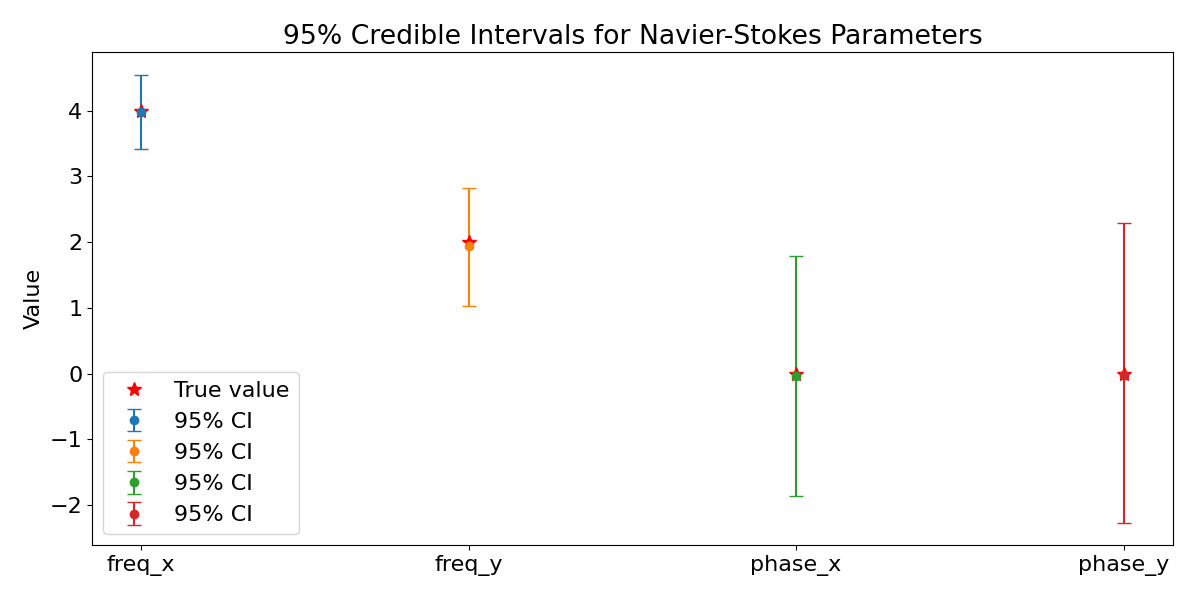 95% Credible Intervals for Navier-Stokes Parameters
Value
4
3
2
1
0
−1
−2
True value
95% CI
95% CI
95% CI
95% CI
freq_x freq_y phase_x phase_y